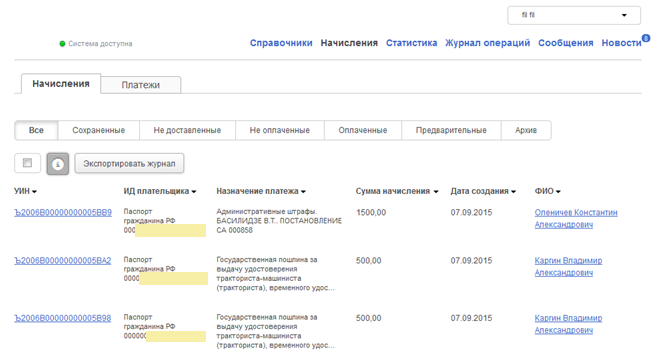 fil fil
Система доступна
Справочники Начисления Статистика Журнал операций Сообщения Новости 8
Начисления Платежи
Все Сохраненные Не доставленные Не оплаченные Оплаченные Предварительные Архив
Экспортировать журнал
УИН ИД плательщика Назначение платежа Сумма начисления Дата создания ФИО
Ъ2006B00000000005BB9 Паспорт Административные штрафы. 1500,00 07.09.2015 Оленичев Константин
гражданина РФ БАСИЛИДЗЕ В.Т.. ПОСТАНОВЛЕНИЕ Александрович
000 СА 000858
Ъ2006B00000000005BA2 Паспорт Государственная пошлина за 500,00 07.09.2015 Каргин Владимир
гражданина РФ выдачу удостоверения Александрович
0000 тракториста-машиниста
(тракториста), временного удос...
Ъ2006B00000000005B98 Паспорт Государственная пошлина за 500,00 07.09.2015 Каргин Владимир
гражданина РФ выдачу удостоверения Александрович
000000 тракториста-машиниста
(тракториста), временного удос...